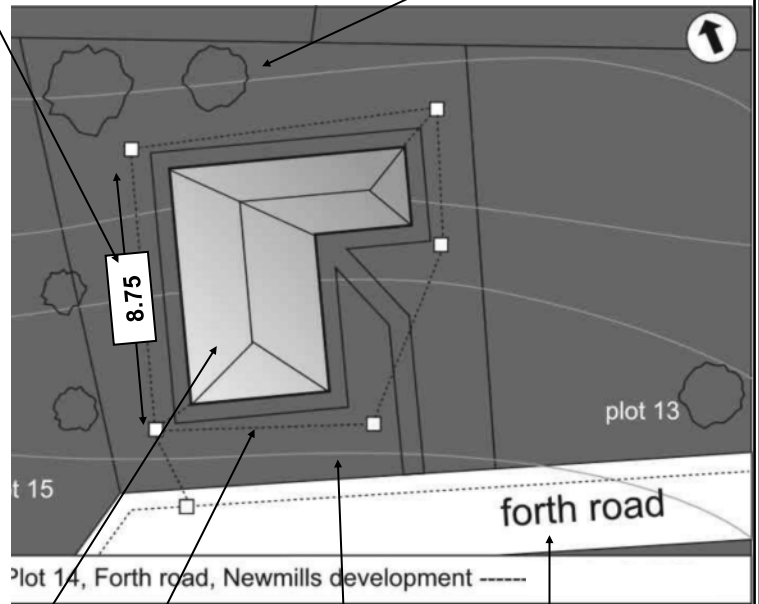 8.75
plot 13
t 15
forth road
Plot 14, Forth road, Newmills development ------